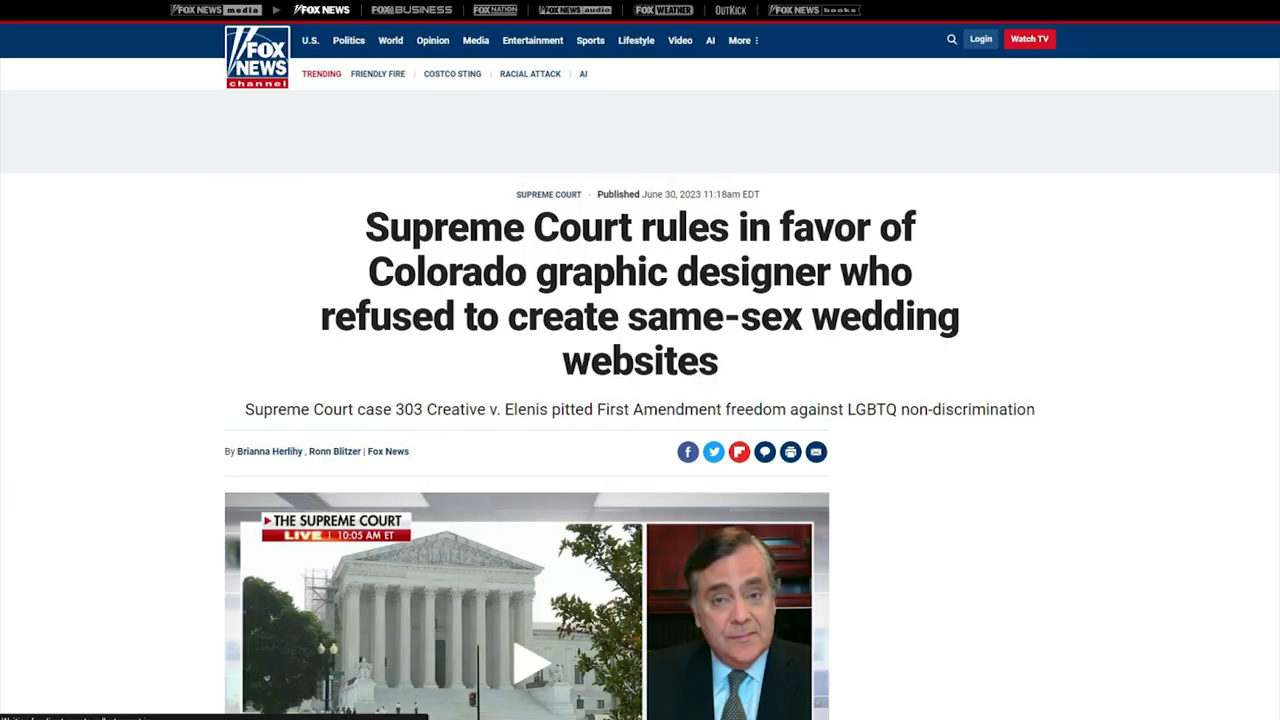 FOX NEWS media FOX NEWS FOX BUSINESS FOX NATION FOX NEWS audio FOX WEATHER OUTKICK FOX NEWS books
FOX NEWS channel
U.S. Politics World Opinion Media Entertainment Sports Lifestyle Video AI More Login Watch TV
TRENDING FRIENDLY FIRE COSTCO STING RACIAL ATTACK AI
SUPREME COURT · Published June 30, 2023 11:18am EDT
Supreme Court rules in favor of
Colorado graphic designer who
refused to create same-sex wedding
websites
Supreme Court case 303 Creative v. Elenis pitted First Amendment freedom against LGBTQ non-discrimination
By Brianna Herlihy , Ronn Blitzer | Fox News
THE SUPREME COURT
LIVE 10:05 AM ET